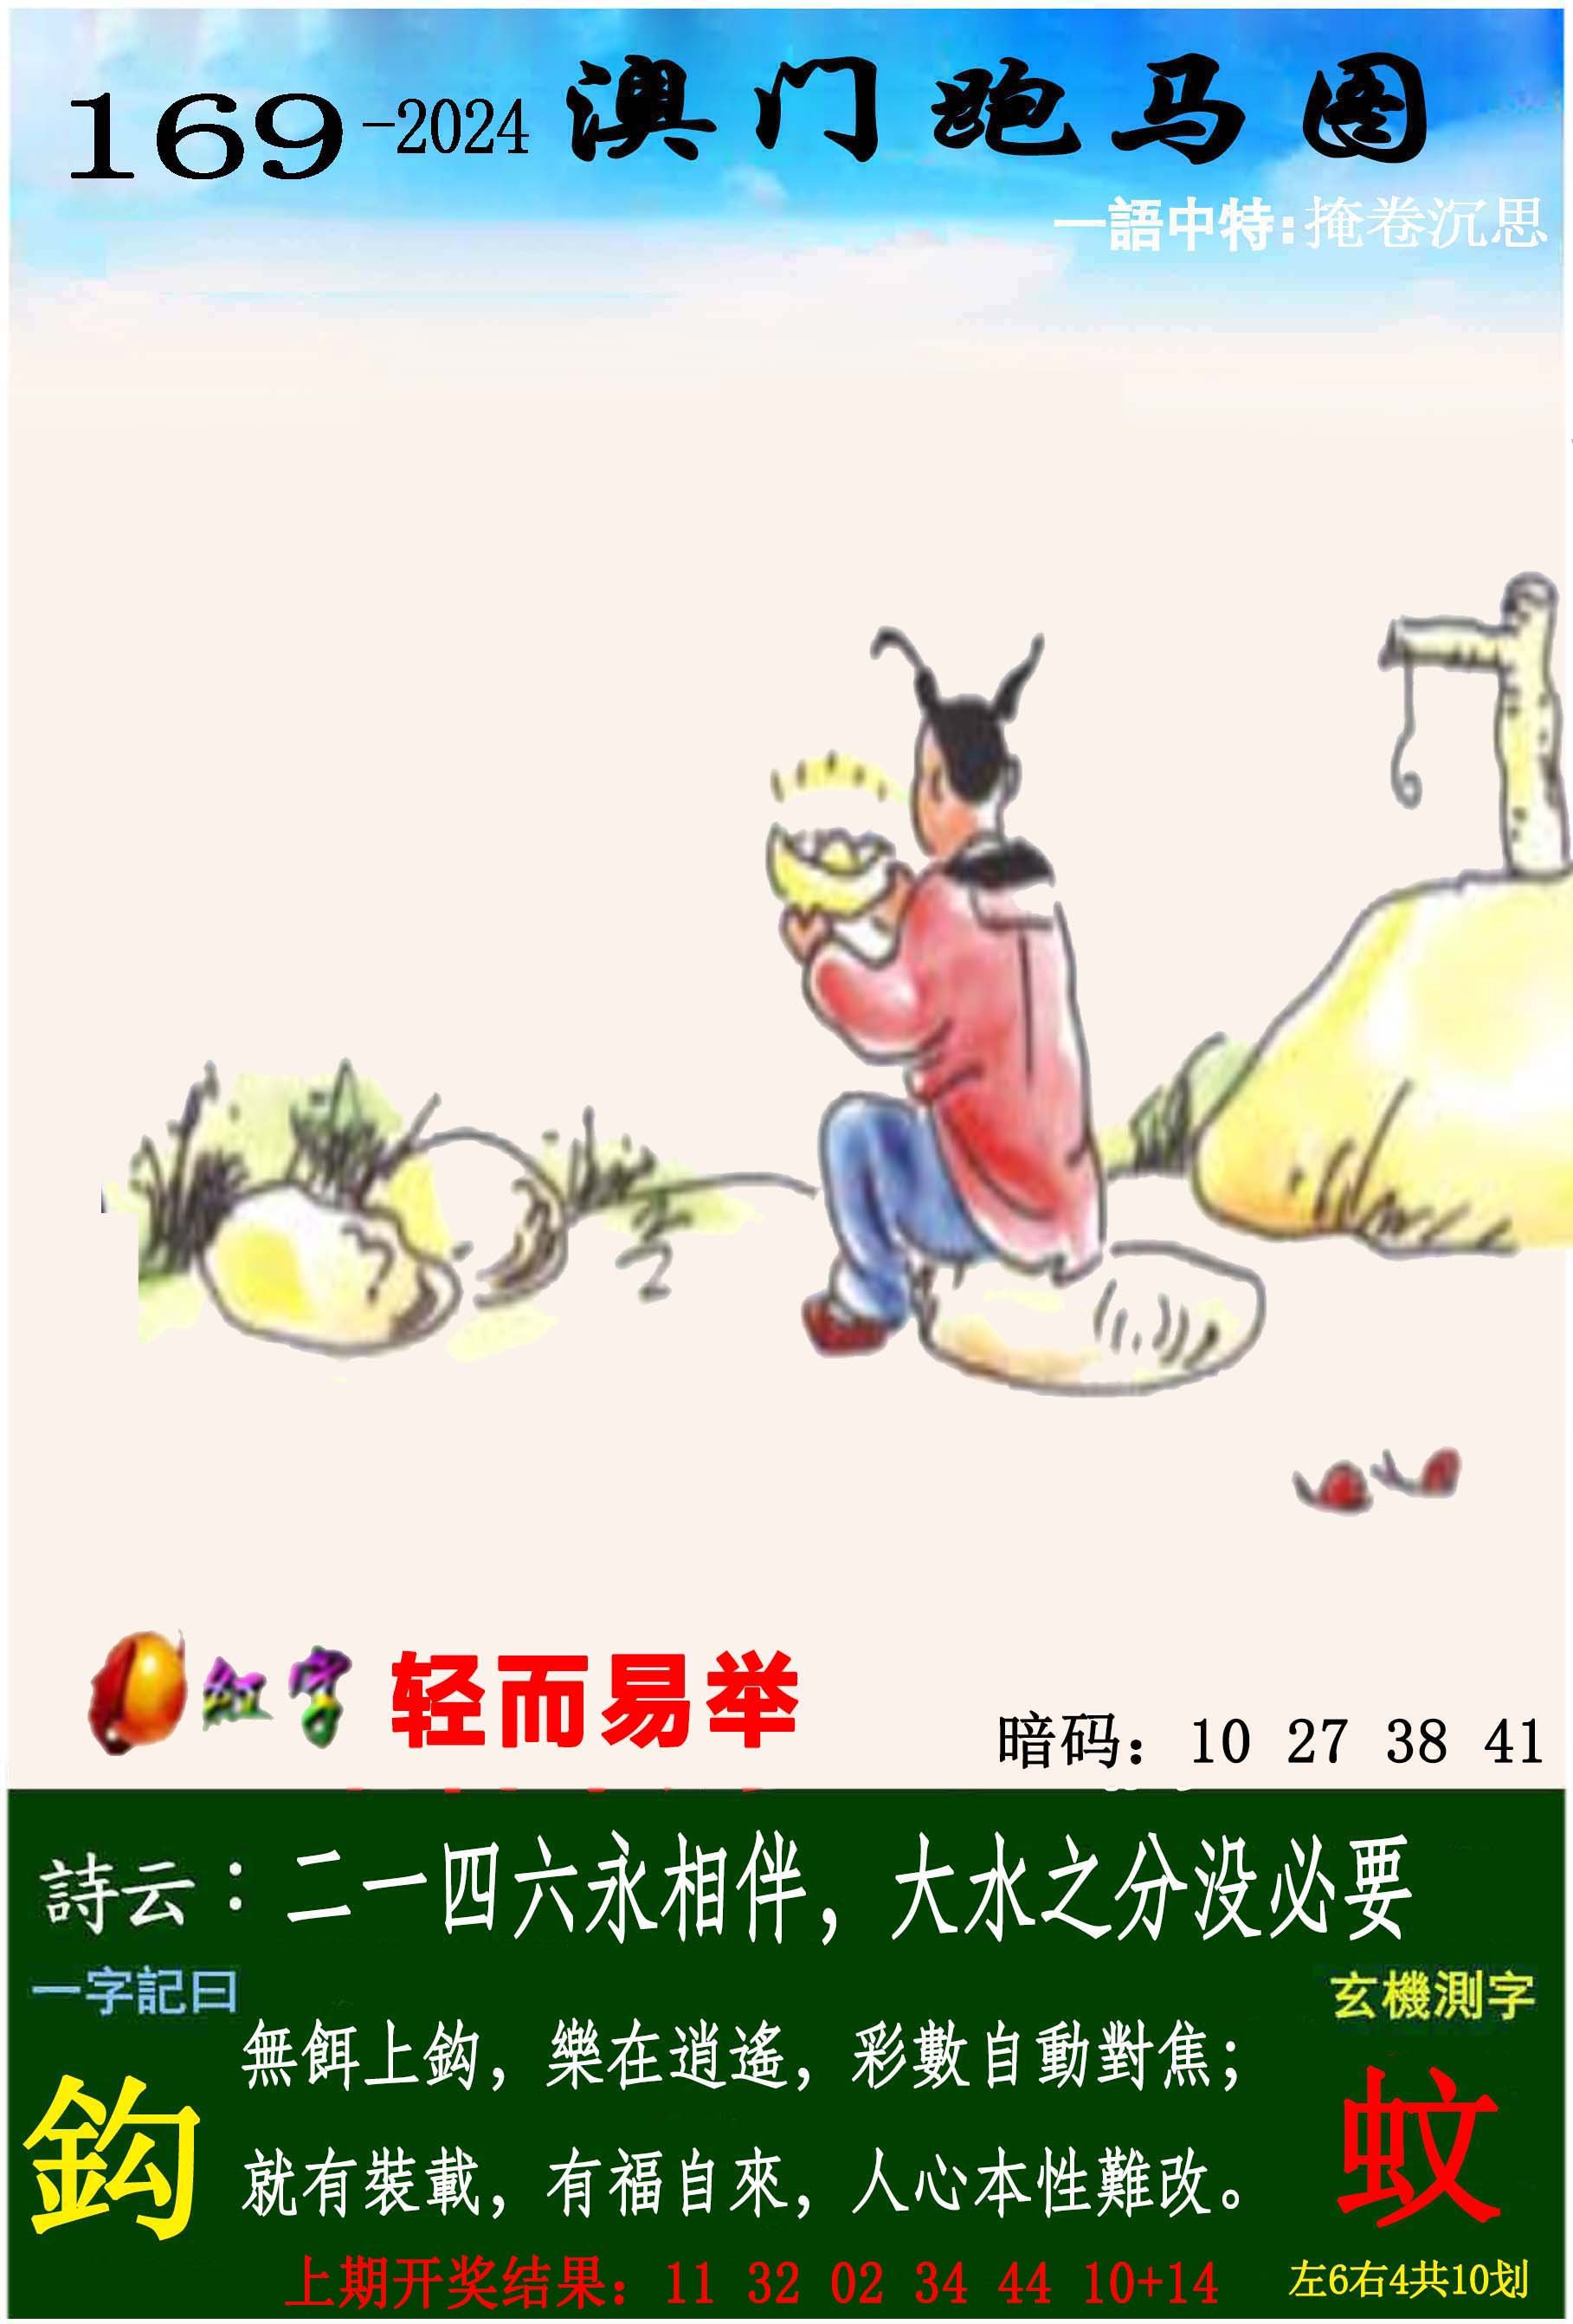 169-2024 澳门跑马图
一語中特:掩卷沉思
红字 轻而易举
暗码：10 27 38 41
詩云：二一四六永相伴，大水之分没必要
一字記曰
玄機測字
無餌上鈎，樂在逍遙，彩數自動對焦；
鈎
蚊
就有裝載，有福自來，人心本性難改。
上期开奖结果：11 32 02 34 44 10+14
左6右4共10划